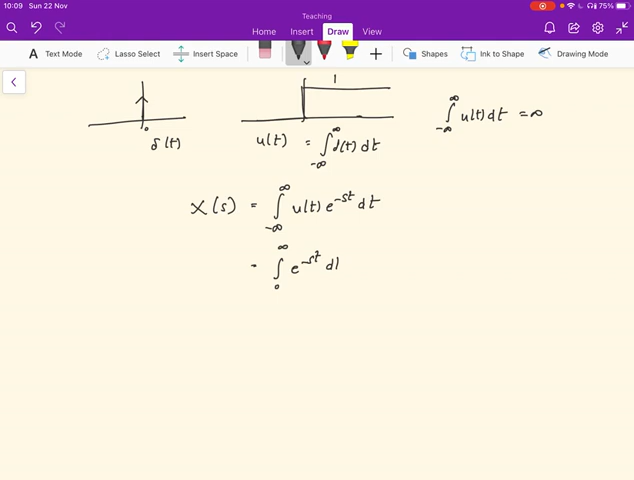 10:09 Sun 22 Nov
75%
Teaching
Home Insert Draw View
A Text Mode Lasso Select Insert Space Shapes Ink to Shape Drawing Mode
1
0
δ(t)
u(t) = ∫_{-∞}^{∞} δ(t) dt
∫_{-∞}^{∞} u(t) dt = ∞
X(s) = ∫_{-∞}^{∞} u(t) e^{-st} dt
= ∫_{0}^{∞} e^{-st} dt